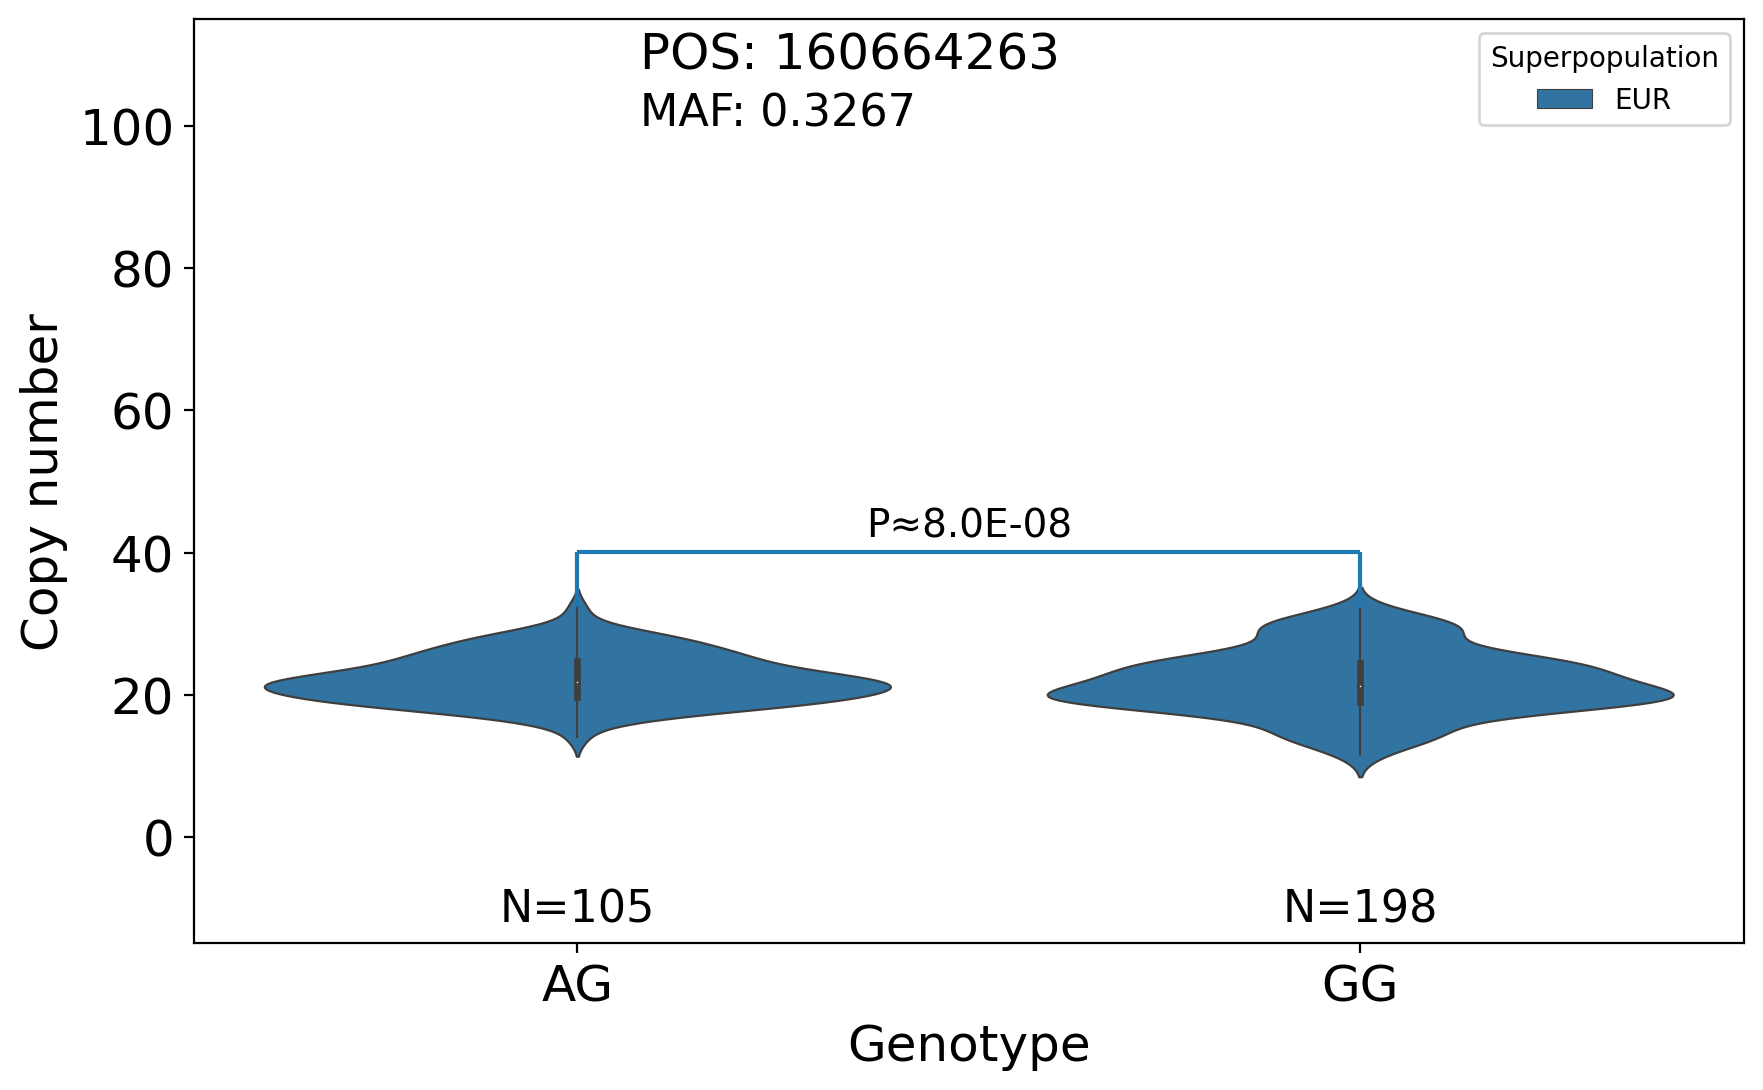 POS: 160664263
MAF: 0.3267
Superpopulation
EUR
100
80
60
40
20
0
Copy number
P≈8.0E-08
N=105
N=198
AG
GG
Genotype